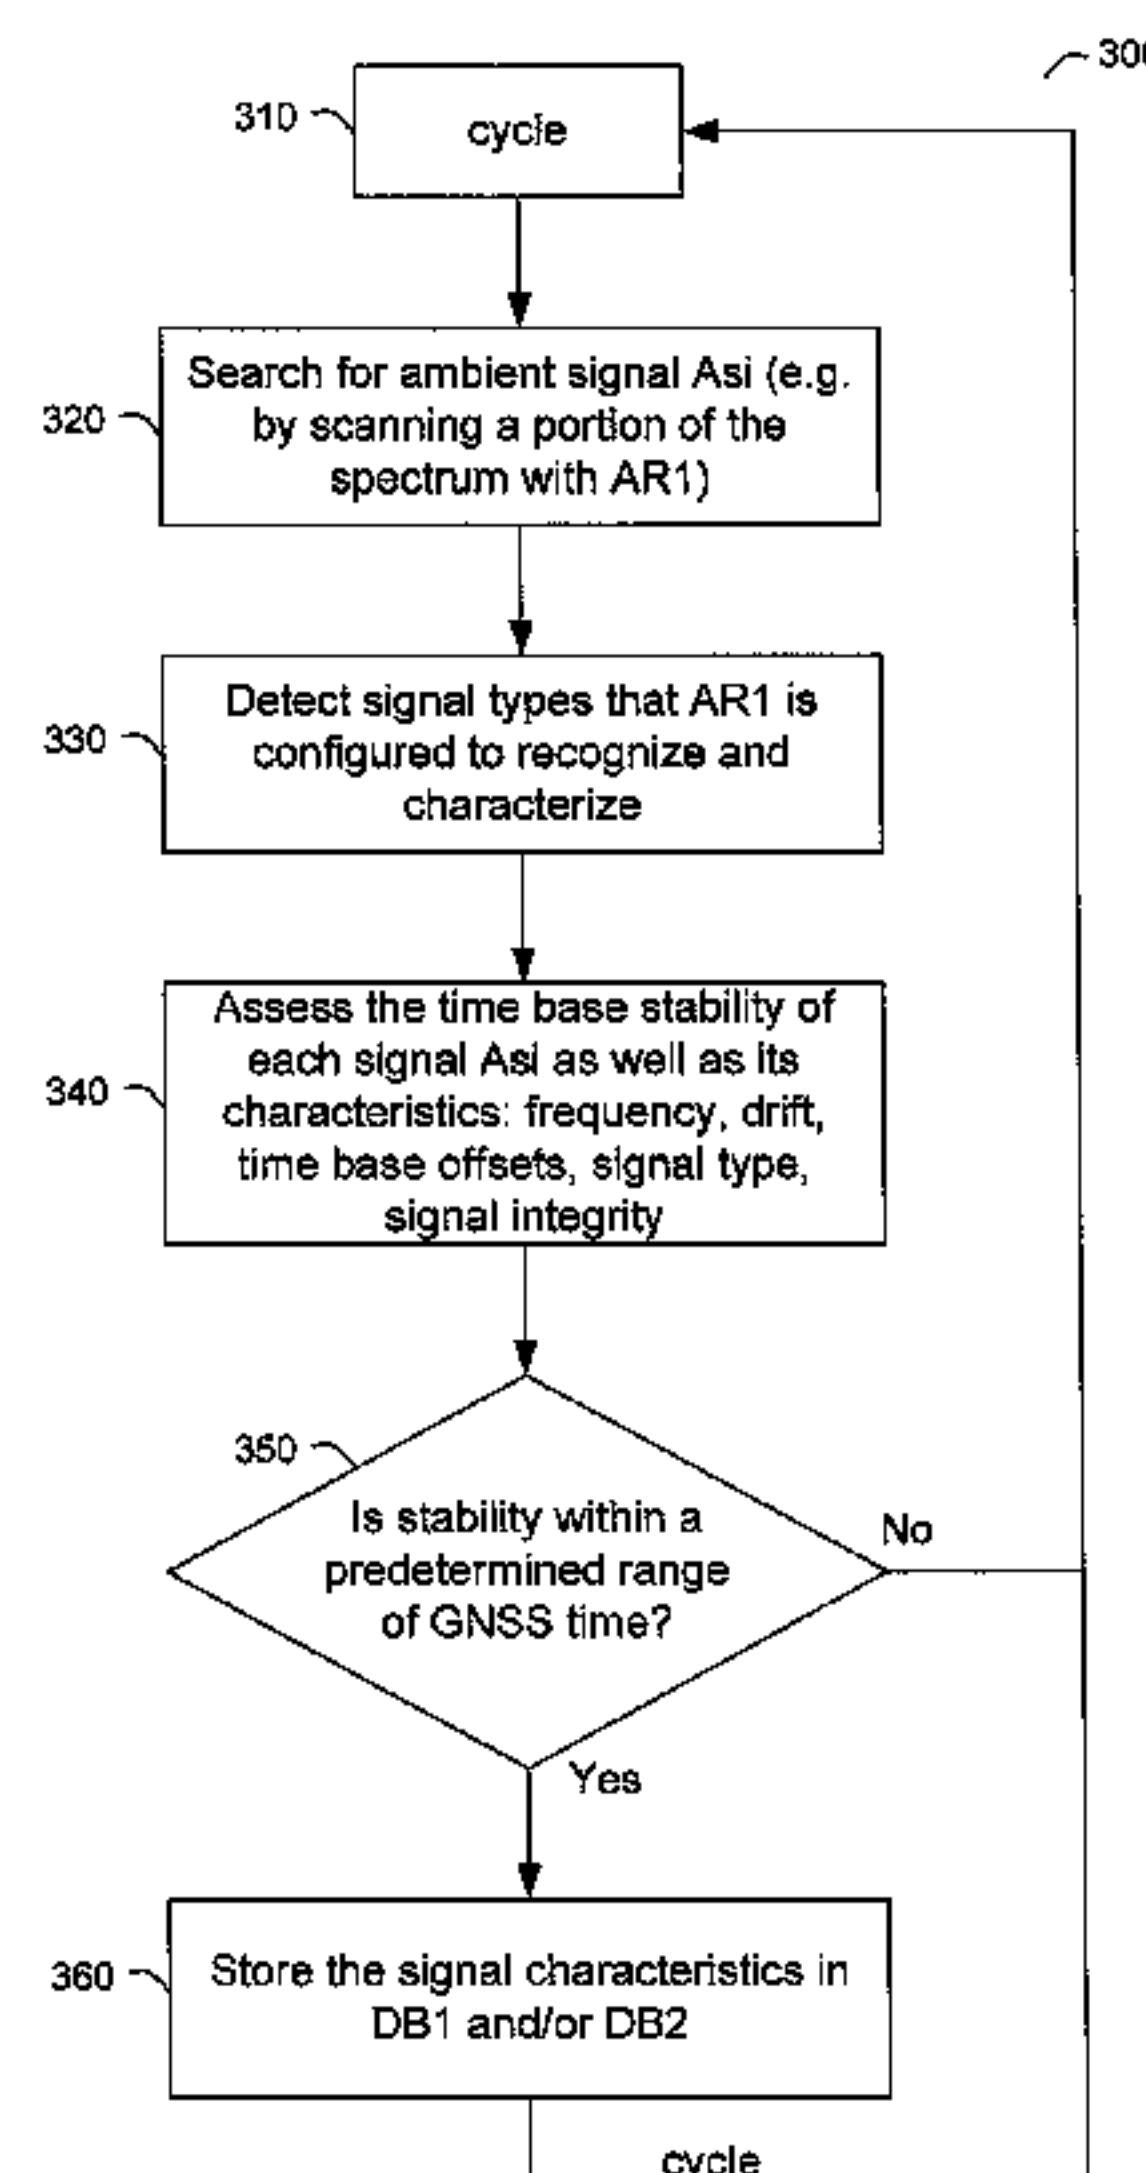 300
310
cycle
320
Search for ambient signal Asi (e.g.
by scanning a portion of the
spectrum with AR1)
330
Detect signal types that AR1 is
configured to recognize and
characterize
340
Assess the time base stability of
each signal Asi as well as its
characteristics: frequency, drift,
time base offsets, signal type,
signal integrity
350
Is stability within a
predetermined range
of GNSS time?
No
Yes
360
Store the signal characteristics in
DB1 and/or DB2
cycle